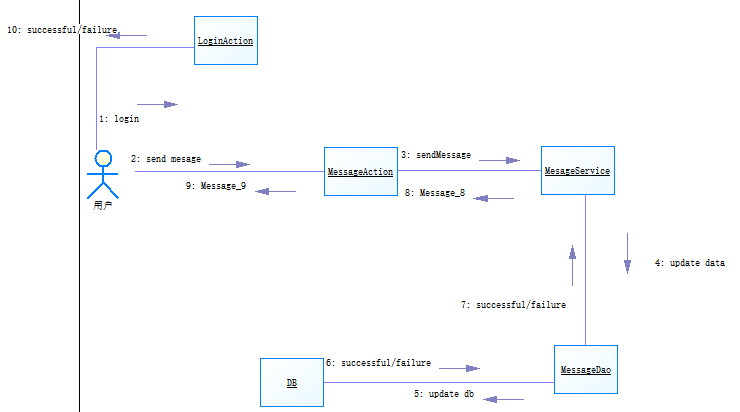 10: successful/failure
LoginAction
1: login
2: send mesage
3: sendMessage
MessageAction
MesageService
9: Message_9
8: Message_8
用户
4: update data
7: successful/failure
6: successful/failure
DB
MessageDao
5: update db